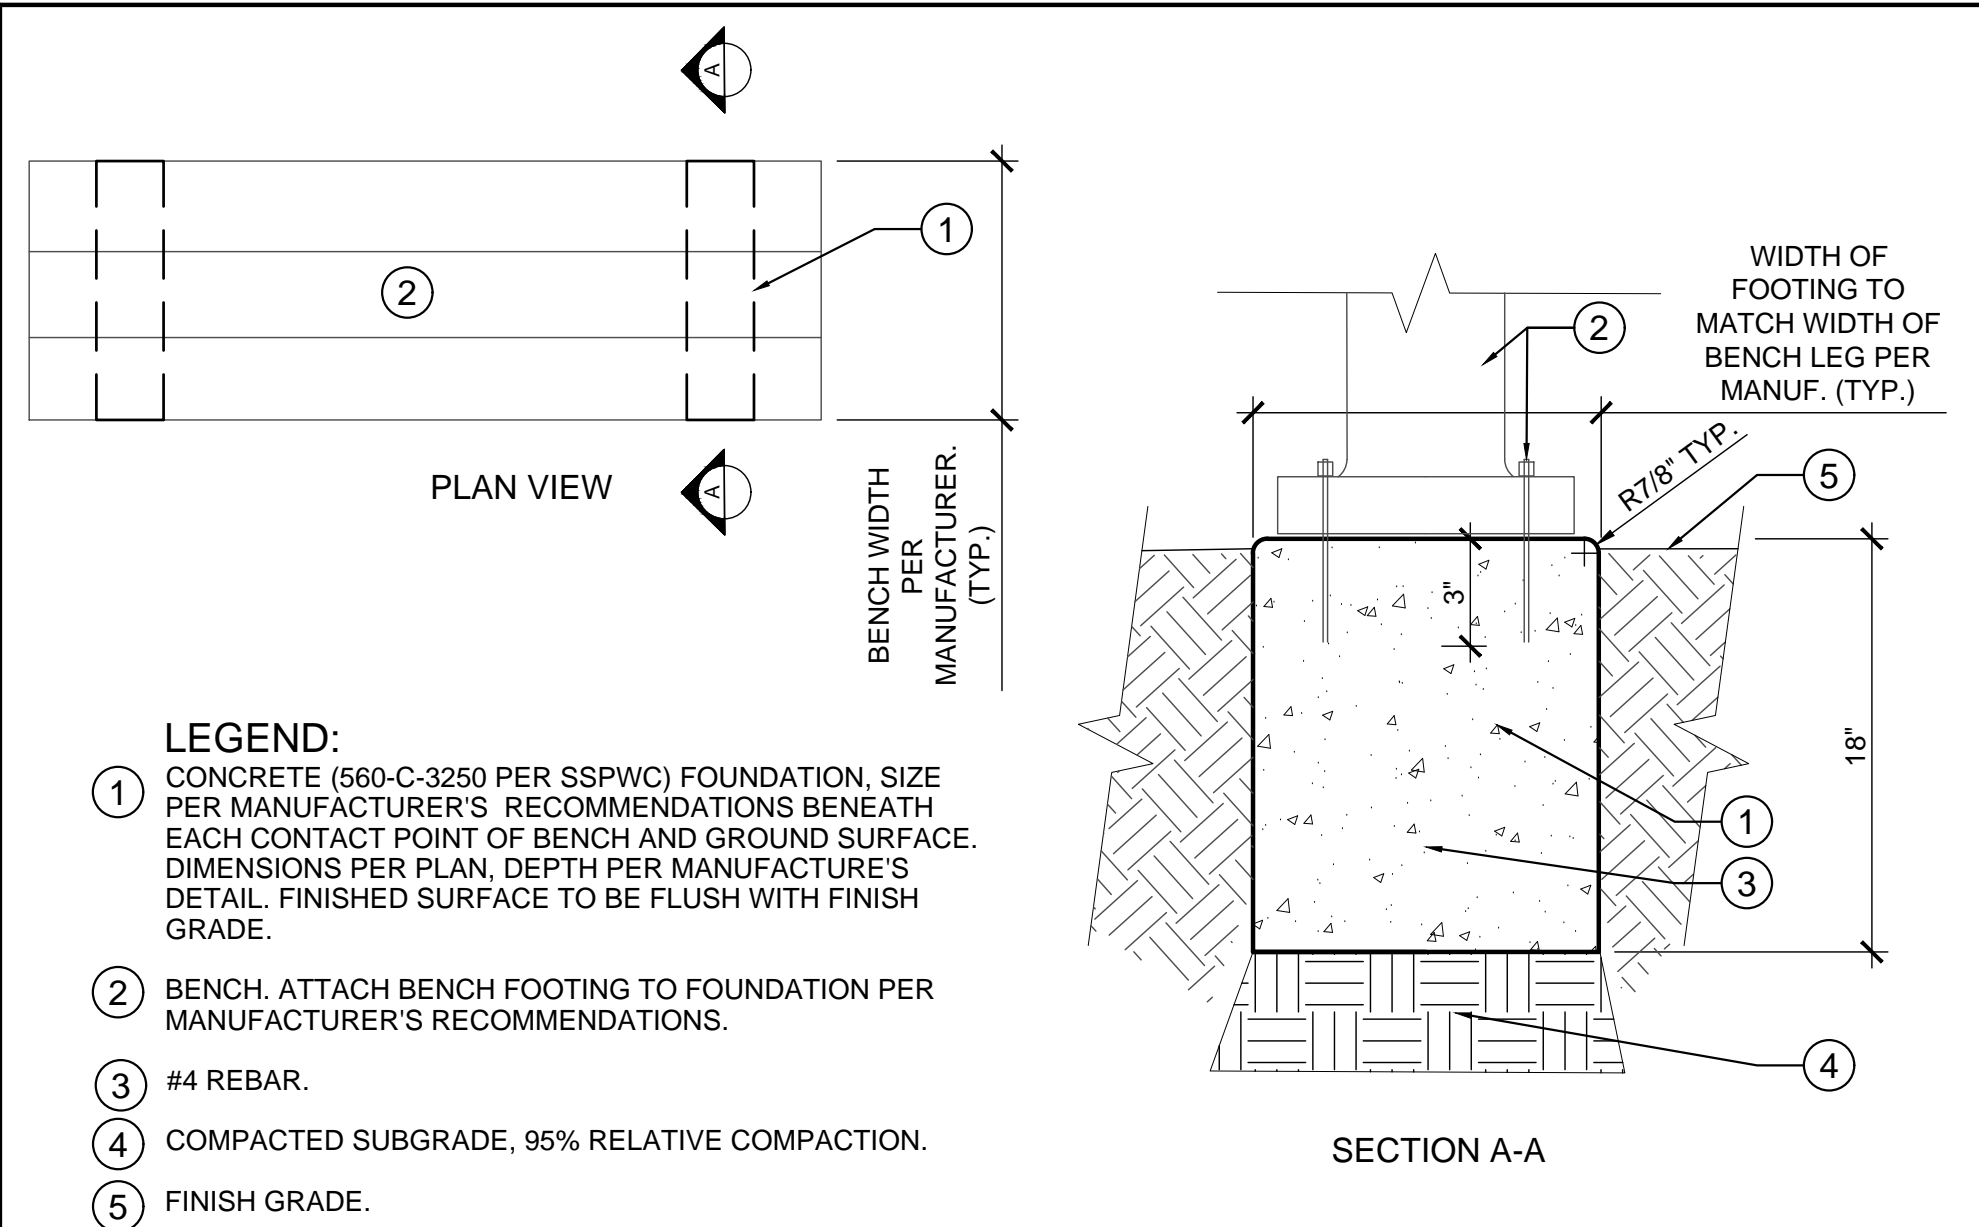 A
1
2
PLAN VIEW
A
BENCH WIDTH
PER
MANUFACTURER.
(TYP.)
WIDTH OF
FOOTING TO
MATCH WIDTH OF
BENCH LEG PER
MANUF. (TYP.)
2
R7/8" TYP.
5
3"
18"
1
3
4
SECTION A-A
LEGEND:
1 CONCRETE (560-C-3250 PER SSPWC) FOUNDATION, SIZE
PER MANUFACTURER'S RECOMMENDATIONS BENEATH
EACH CONTACT POINT OF BENCH AND GROUND SURFACE.
DIMENSIONS PER PLAN, DEPTH PER MANUFACTURE'S
DETAIL. FINISHED SURFACE TO BE FLUSH WITH FINISH
GRADE.
2 BENCH. ATTACH BENCH FOOTING TO FOUNDATION PER
MANUFACTURER'S RECOMMENDATIONS.
3 #4 REBAR.
4 COMPACTED SUBGRADE, 95% RELATIVE COMPACTION.
5 FINISH GRADE.